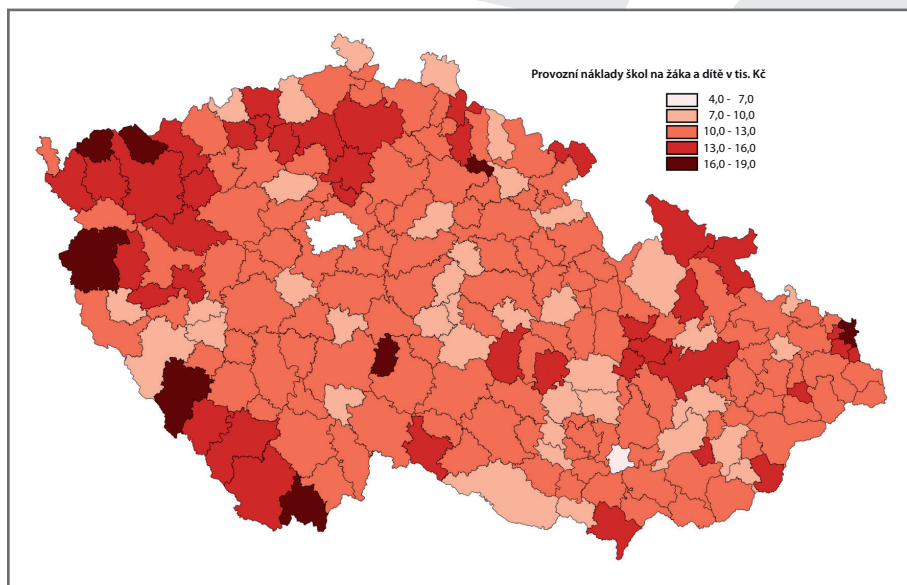 Provozní náklady škol na žáka a dítě v tis. Kč
4,0 - 7,0
7,0 - 10,0
10,0 - 13,0
13,0 - 16,0
16,0 - 19,0